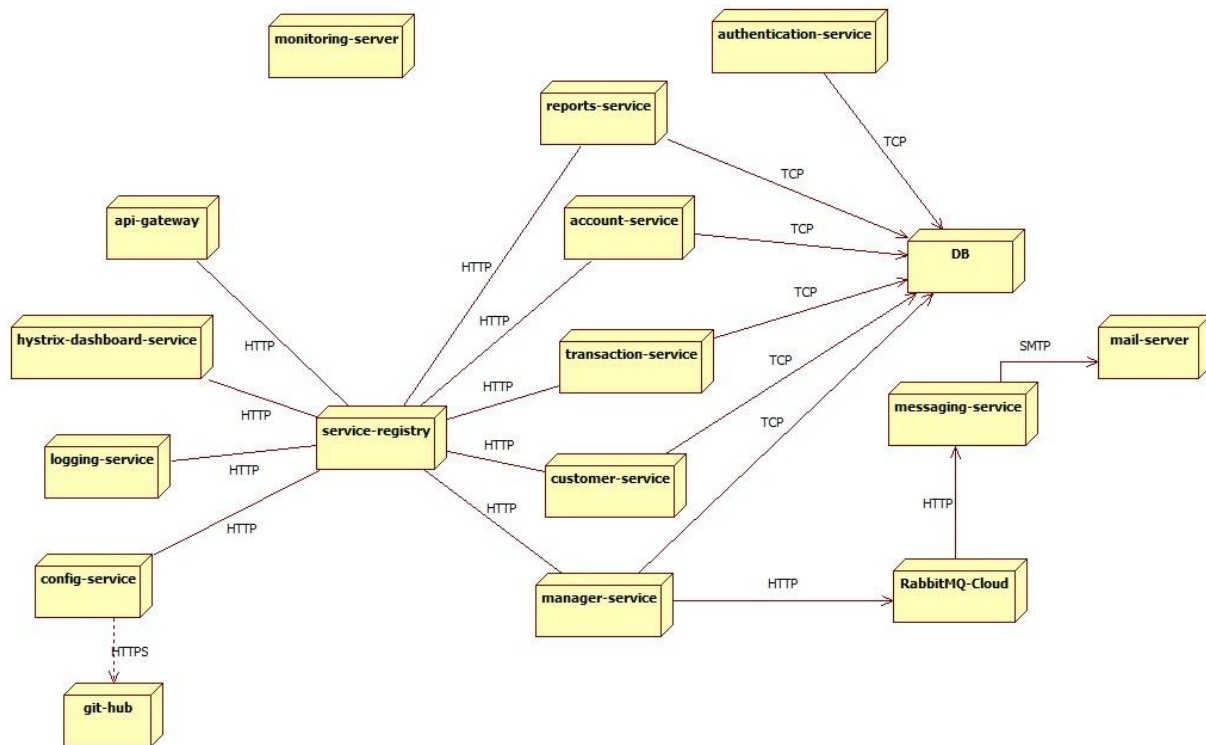 monitoring-server
authentication-service
reports-service
TCP
TCP
api-gateway
account-service
TCP
DB
HTTP
TCP
HTTP
hystrix-dashboard-service
HTTP
transaction-service
mail-server
SMTP
TCP
HTTP
messaging-service
HTTP
TCP
service-registry
HTTP
logging-service
HTTP
customer-service
HTTP
HTTP
HTTP
config-service
manager-service
HTTP
RabbitMQ-Cloud
HTTPS
git-hub